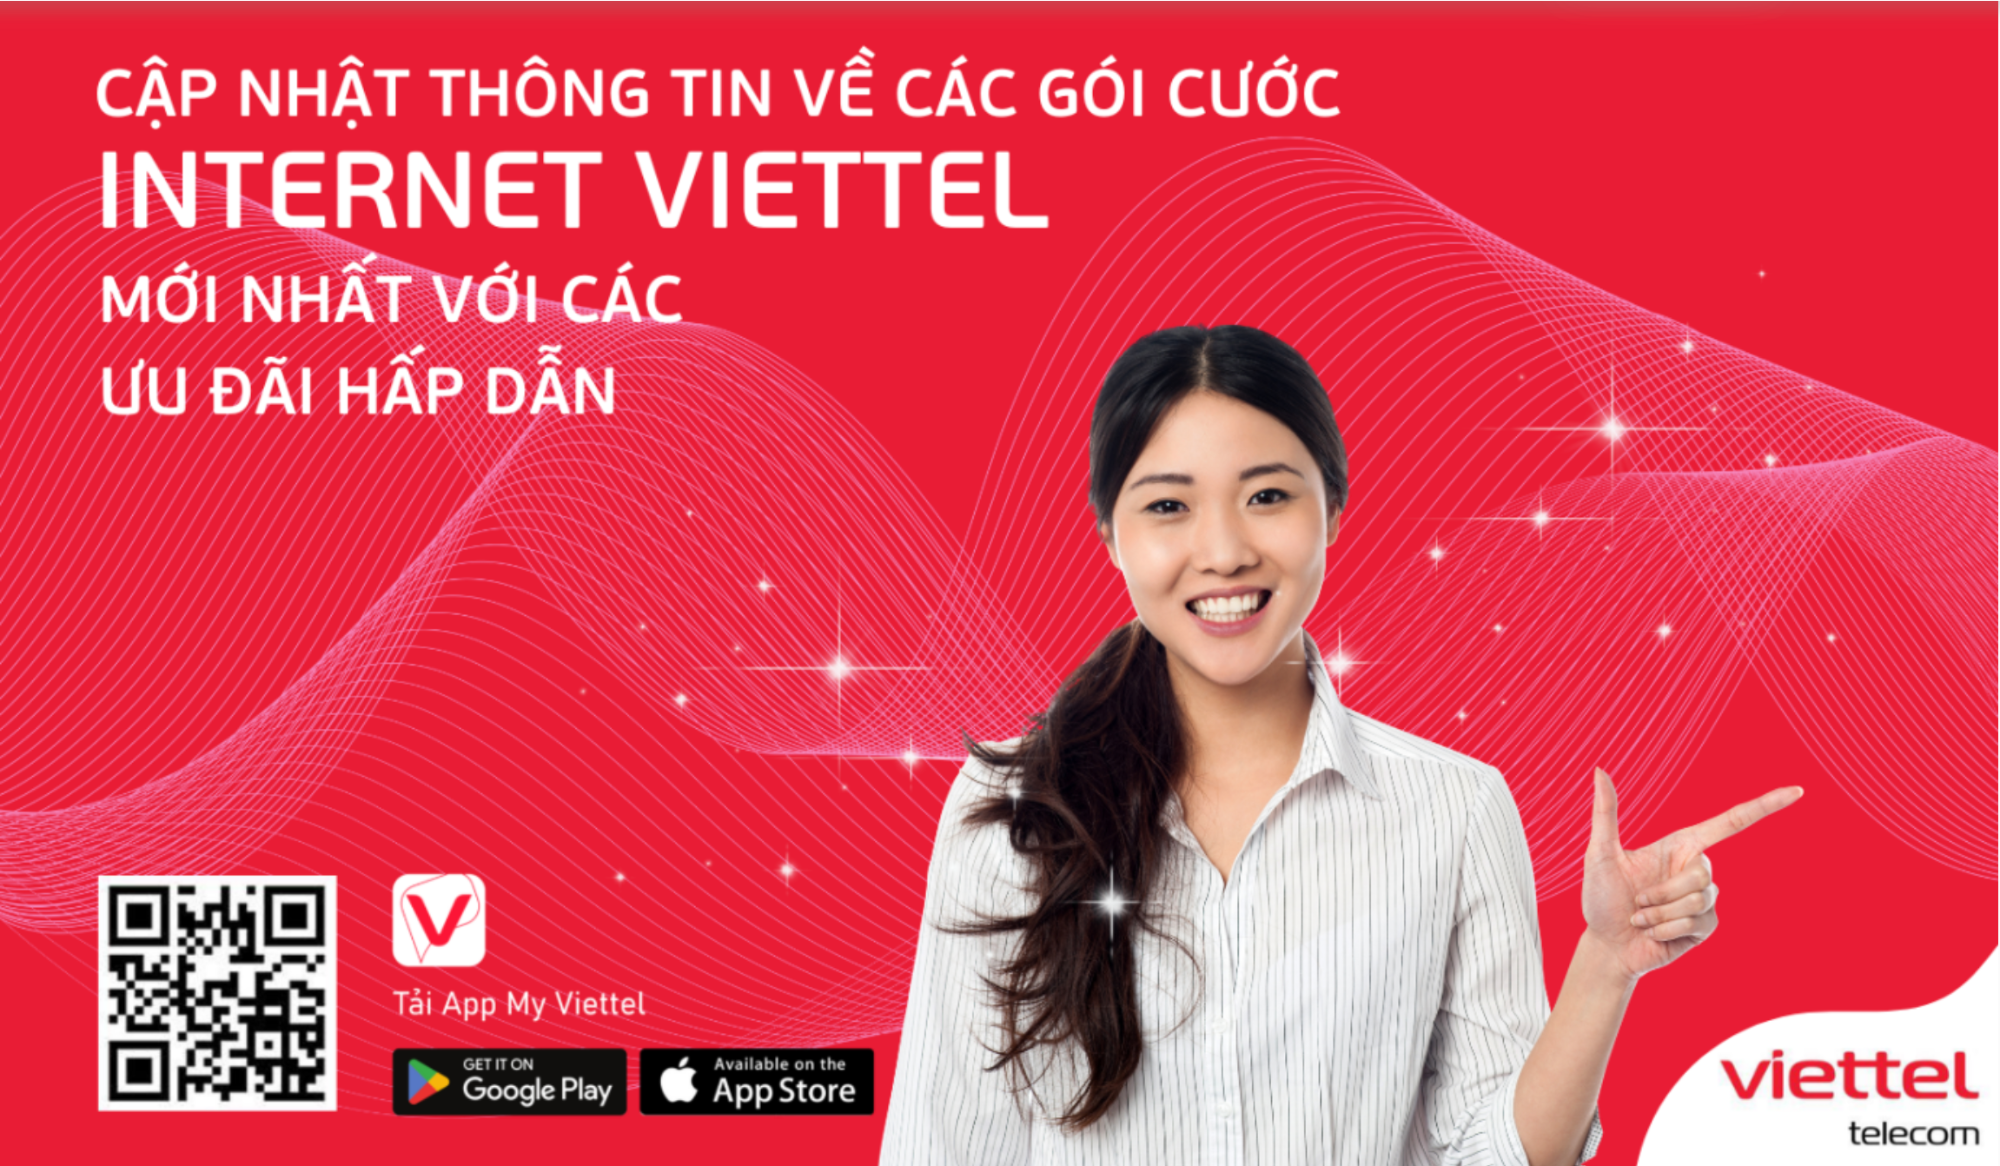 CẬP NHẬT THÔNG TIN VỀ CÁC GÓI CƯỚC
INTERNET VIETTEL
MỚI NHẤT VỚI CÁC
ƯU ĐÃI HẤP DẪN
V
Tải App My Viettel
GET IT ON
Google Play
Available on the
App Store
viettel
telecom